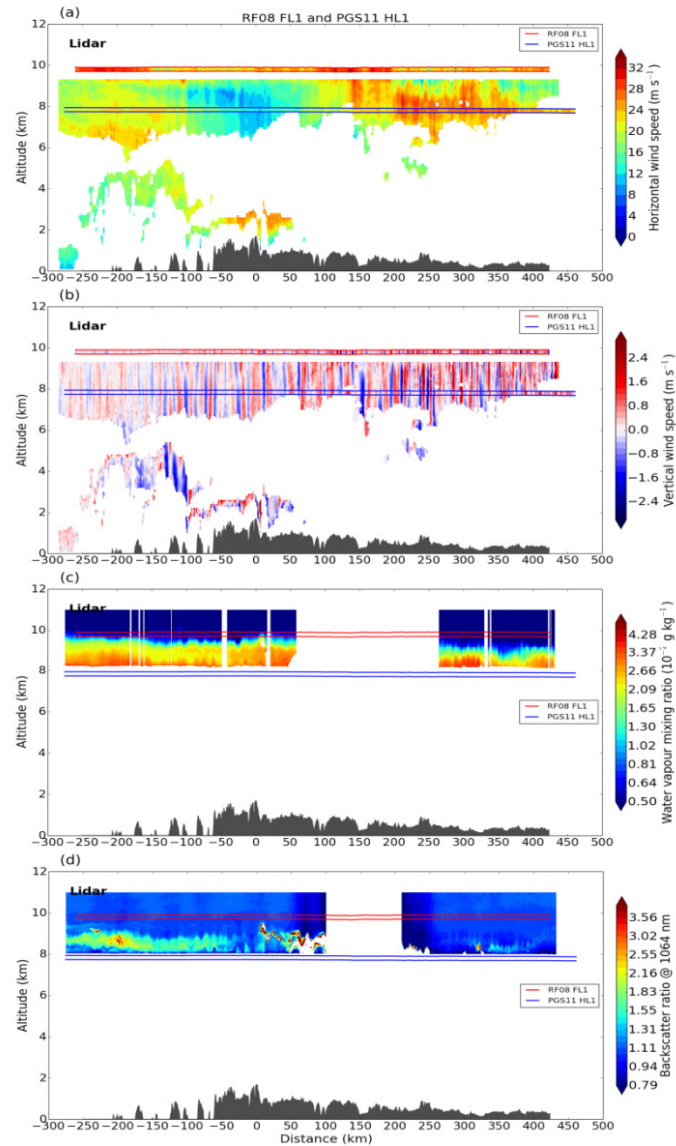 RF08 FL1 and PGS11 HL1
(a)
Lidar
RF08 FL1
PGS11 HL1
Altitude (km)
12
10
8
6
4
2
0
−300 −250 −200 −150 −100 −50 0 50 100 150 200 250 300 350 400 450 500
32
28
24
20
16
12
8
4
0
Horizontal wind speed (m s⁻¹)
(b)
Lidar
RF08 FL1
PGS11 HL1
Altitude (km)
12
10
8
6
4
2
0
−300 −250 −200 −150 −100 −50 0 50 100 150 200 250 300 350 400 450 500
2.4
1.6
0.8
0.0
−0.8
−1.6
−2.4
Vertical wind speed (m s⁻¹)
(c)
Lidar
RF08 FL1
PGS11 HL1
Altitude (km)
12
10
8
6
4
2
0
−300 −250 −200 −150 −100 −50 0 50 100 150 200 250 300 350 400 450 500
4.28
3.37
2.66
2.09
1.65
1.30
1.02
0.81
0.64
0.50
Water vapour mixing ratio (10⁻² g kg⁻¹)
(d)
Lidar
RF08 FL1
PGS11 HL1
Altitude (km)
12
10
8
6
4
2
0
−300 −250 −200 −150 −100 −50 0 50 100 150 200 250 300 350 400 450 500
Distance (km)
3.56
3.00
2.55
2.16
1.83
1.55
1.31
1.11
0.94
0.79
Backscatter ratio @ 1064 nm